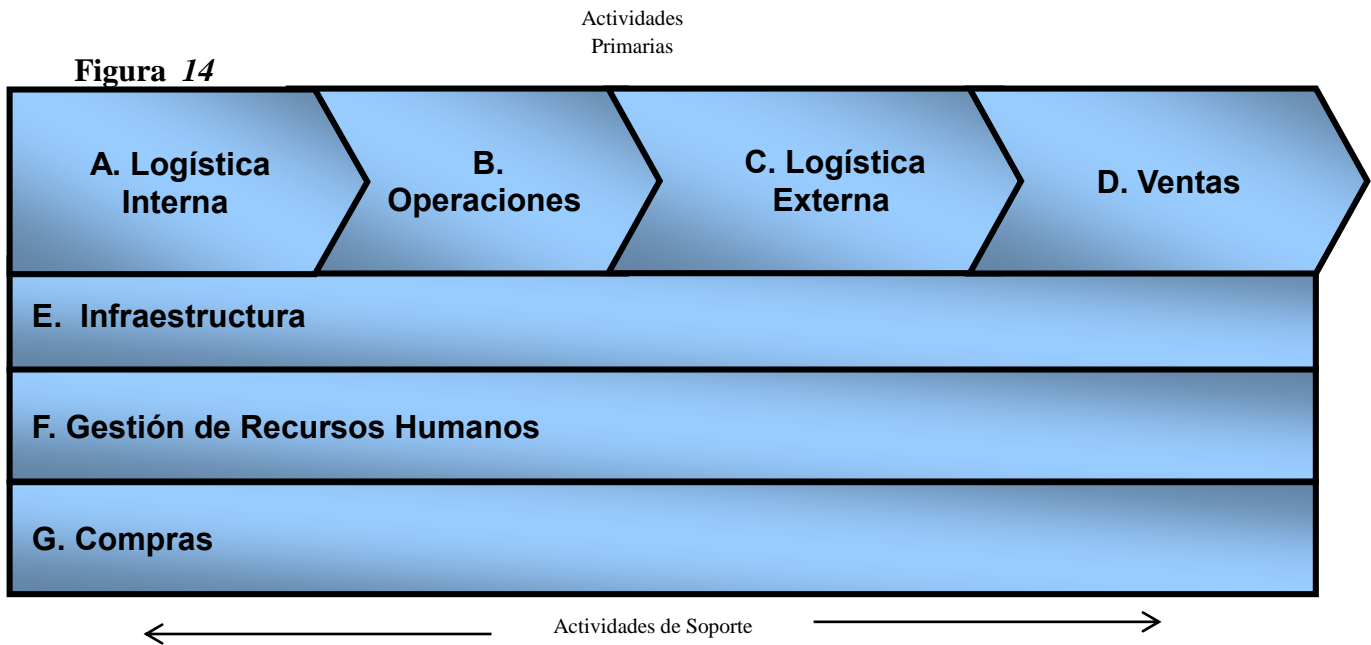 Actividades
Primarias
Figura 14
A. Logística
Interna
B.
Operaciones
C. Logística
Externa
D. Ventas
E. Infraestructura
F. Gestión de Recursos Humanos
G. Compras
Actividades de Soporte